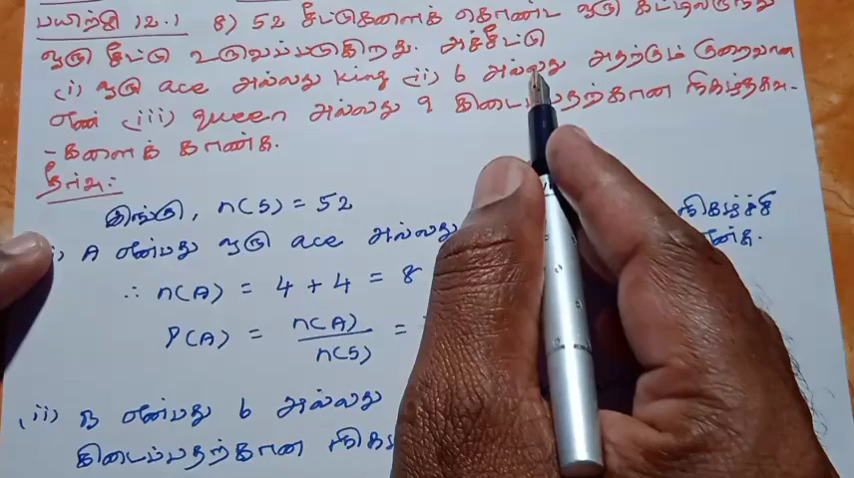 பயிற்சி 12.1 8) 52 சீட்டுகளைக் கொண்ட ஒரு கட்டிலிருந்து
ஒரு சீட்டு உருவப்படுகிறது. அச்சீட்டு
(i) ஒரு ace அல்லது king (ii) 6 அல்லது அதற்கும் குறைவான
எண் (iii) queen அல்லது 9 கிடைப்பதற்கான நிகழ்தகவு-
-களைக் காண்க.
தீர்வு:-
இங்கு, n(S) = 52
) A என்பது ஒரு ace அல்லது நிகழ்ச்சி
என்க.
∴ n(A) = 4 + 4 = 8
P(A) = n(A)/n(S) =
(ii) B என்பது 6 அல்லது
கிடைப்பதற்கான